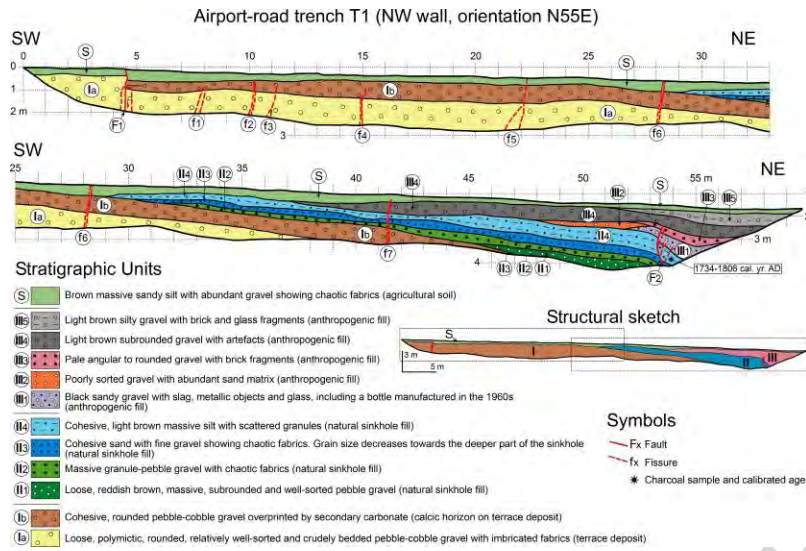 Airport-road trench T1 (NW wall, orientation N55E)
SW
NE
0 5 10 15 20 25 30
S
S
0
1
2 m
3
Ia
Ib
Ia
F1
f1
f2
f3
f4
f5
f6
SW
NE
25 30 35 40 45 50 55 m
II4 II3 II2
S
III4
III2
S
III3 III5
Ia
Ib
Ib
III4
II4
III1
3 m
4
f6
f7
II3 II2 II1
F2
1734-1806 cal. yr. AD
Stratigraphic Units
S Brown massive sandy silt with abundant gravel showing chaotic fabrics (agricultural soil)
III5 Light brown silty gravel with brick and glass fragments (anthropogenic fill)
III4 Light brown subrounded gravel with artefacts (anthropogenic fill)
III3 Pale angular to rounded gravel with brick fragments (anthropogenic fill)
III2 Poorly sorted gravel with abundant sand matrix (anthropogenic fill)
III1 Black sandy gravel with slag, metallic objects and glass, including a bottle manufactured in the 1960s
(anthropogenic fill)
II4 Cohesive, light brown massive silt with scattered granules (natural sinkhole fill)
II3 Cohesive sand with fine gravel showing chaotic fabrics. Grain size decreases towards the deeper part of the sinkhole
(natural sinkhole fill)
II2 Massive granule-pebble gravel with chaotic fabrics (natural sinkhole fill)
II1 Loose, reddish brown, massive, subrounded and well-sorted pebble gravel (natural sinkhole fill)
Ib Cohesive, rounded pebble-cobble gravel overprinted by secondary carbonate (calcic horizon on terrace deposit)
Ia Loose, polymictic, rounded, relatively well-sorted and crudely bedded pebble-cobble gravel with imbricated fabrics (terrace deposit)
Structural sketch
S
I
II
III
3 m
5 m
Symbols
Fx Fault
fx Fissure
Charcoal sample and calibrated age